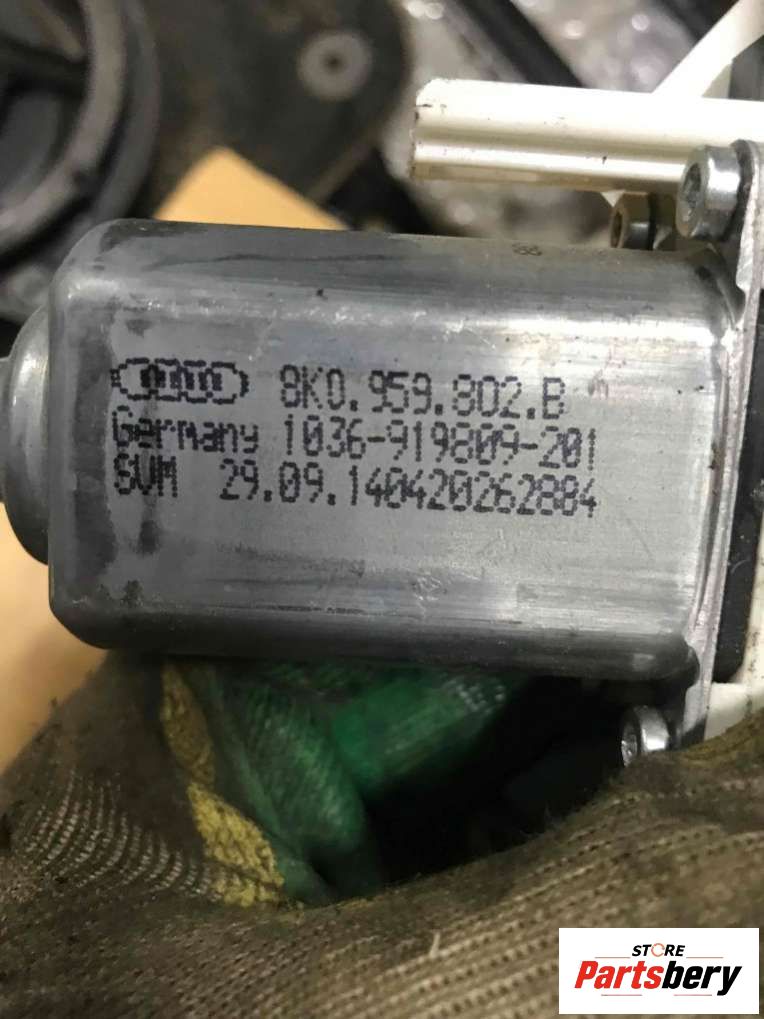 8K0.959.802.B
Germany 1036-919809-201
SVM 29.09.140420262884
STORE
Partsbery